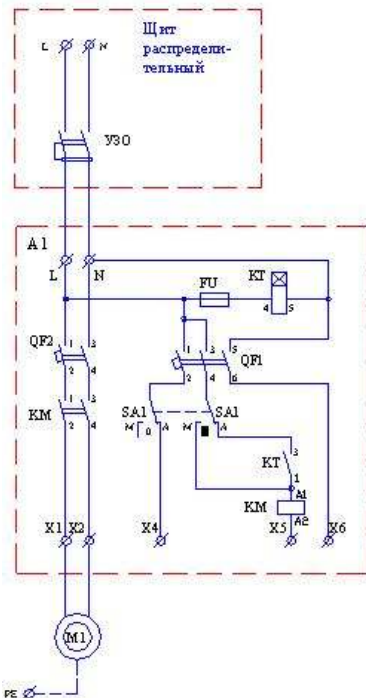 L N
Щит
распредели-
тельный
УЗО
A1
L N
FU
KT
4 5
QF2
1 3
2 4
1 3 5
QF1
2 4 6
KM
1 3
2 4
SA1 SA1
M 0 A M A
KT
3
1
KM
A1
A2
X1 X2 X4 X5 X6
M1
PE